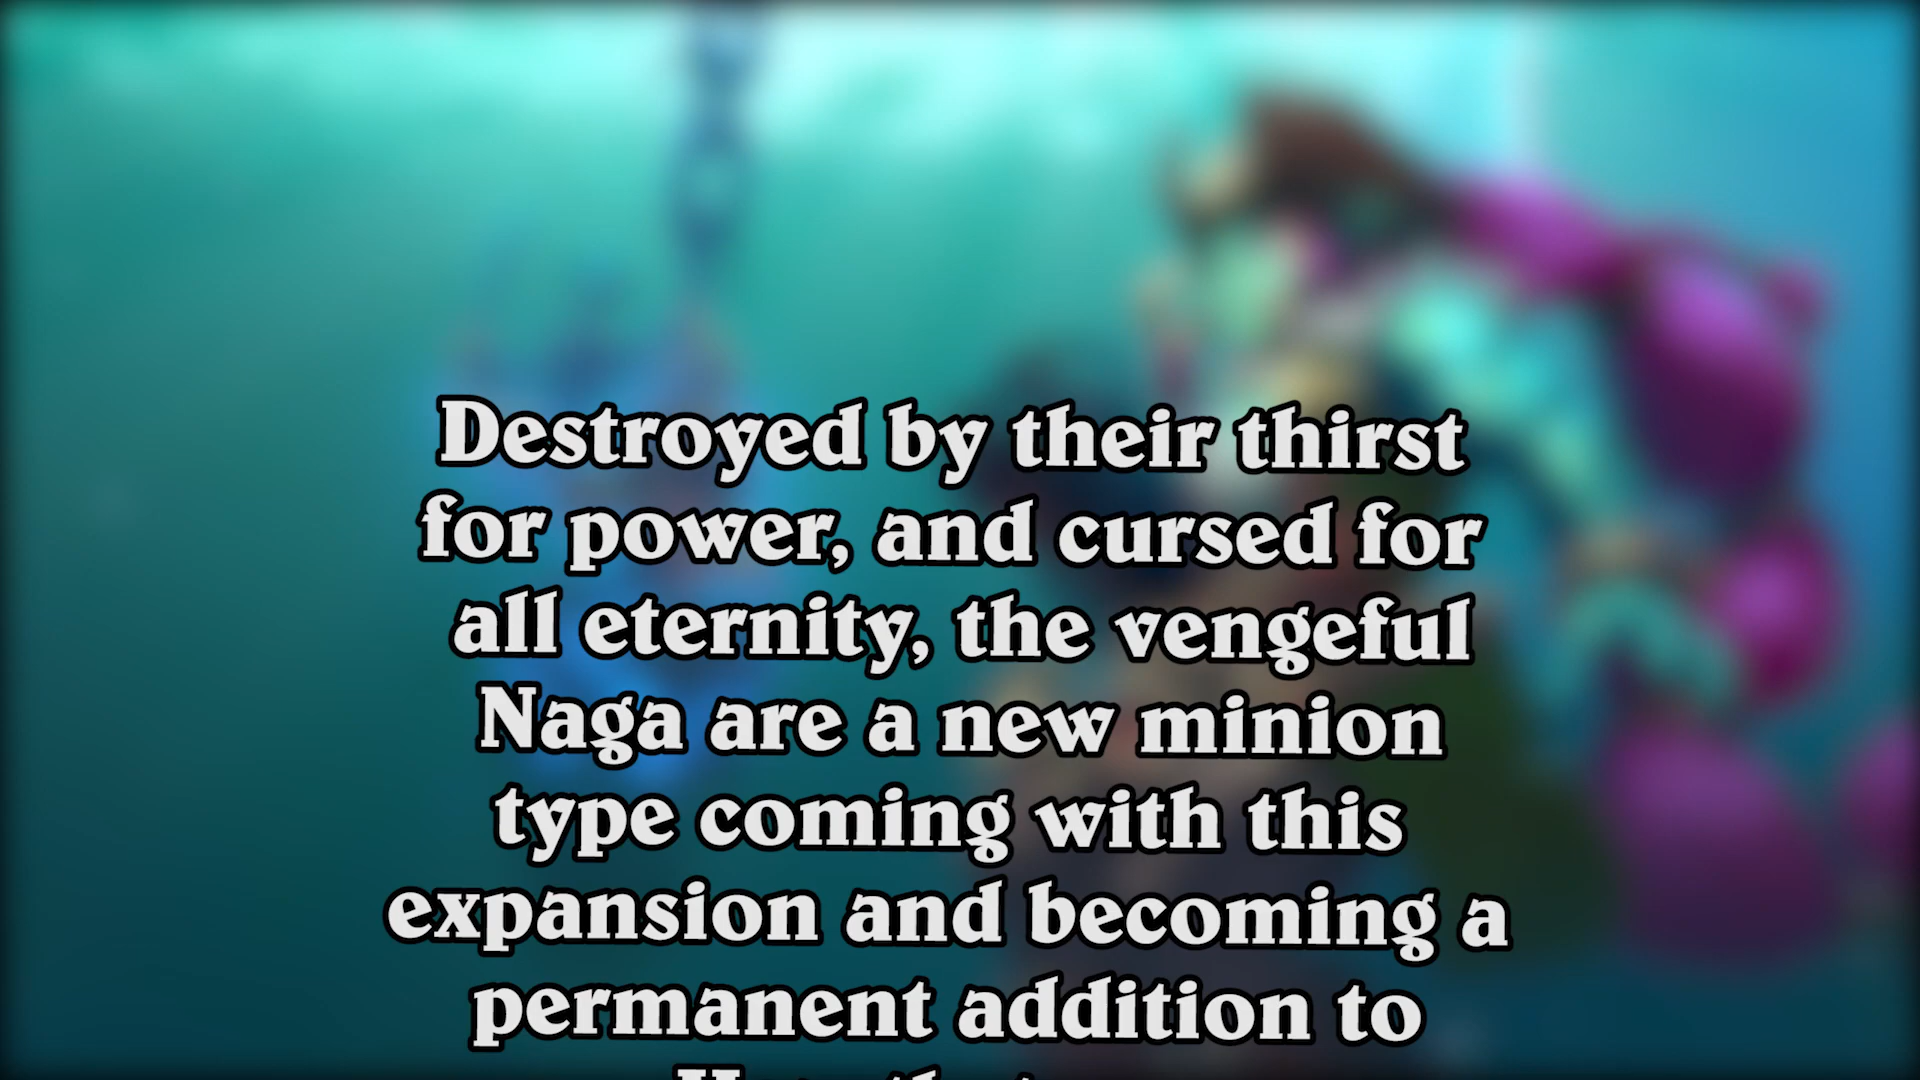 Destroyed by their thirst
for power, and cursed for
all eternity, the vengeful
Naga are a new minion
type coming with this
expansion and becoming a
permanent addition to